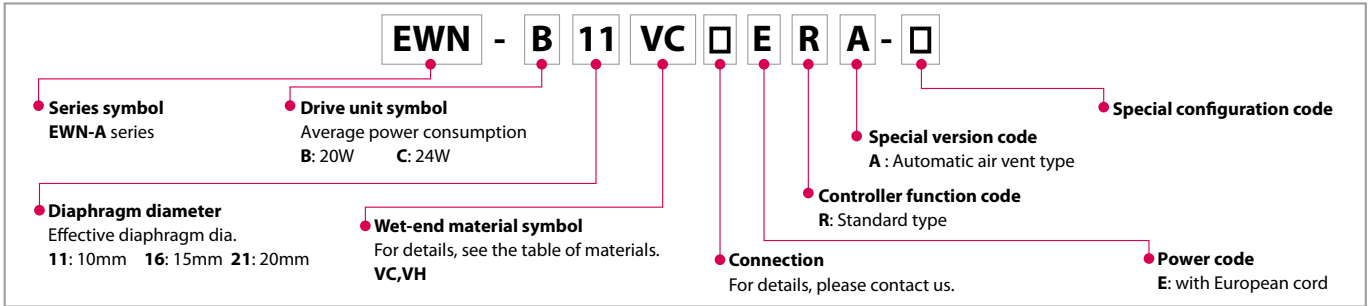 EWN - B 11 VC □ E R A - □
Series symbol
EWN-A series
Drive unit symbol
Average power consumption
B: 20W C: 24W
Special configuration code
Special version code
A : Automatic air vent type
Diaphragm diameter
Effective diaphragm dia.
11: 10mm 16: 15mm 21: 20mm
Wet-end material symbol
For details, see the table of materials.
VC,VH
Controller function code
R: Standard type
Connection
For details, please contact us.
Power code
E: with European cord